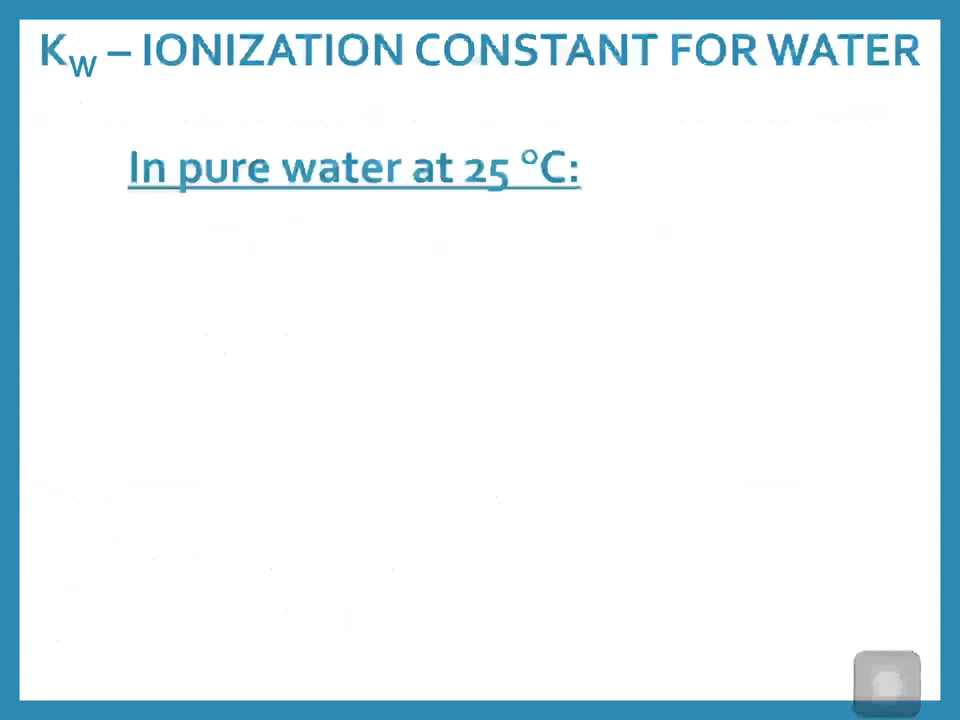 KW – IONIZATION CONSTANT FOR WATER
In pure water at 25 °C: